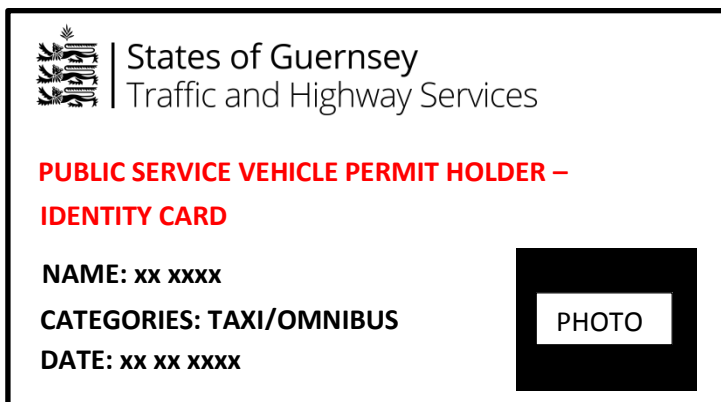 States of Guernsey
Traffic and Highway Services
PUBLIC SERVICE VEHICLE PERMIT HOLDER –
IDENTITY CARD
NAME: xx xxxx
CATEGORIES: TAXI/OMNIBUS
PHOTO
DATE: xx xx xxxx